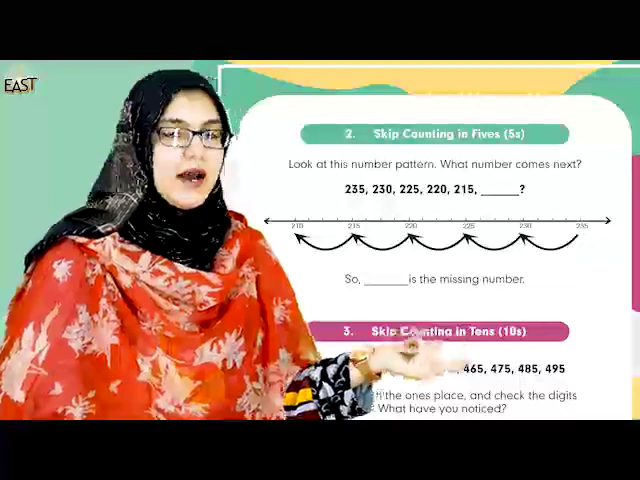 EAST
2. Skip Counting in Fives (5s)
Look at this number pattern. What number comes next?
235, 230, 225, 220, 215, ______?
210 215 220 225 230 235
So, _______ is the missing number.
3. Skip Counting in Tens (10s)
465, 475, 485, 495
the ones place, and check the digits
What have you noticed?